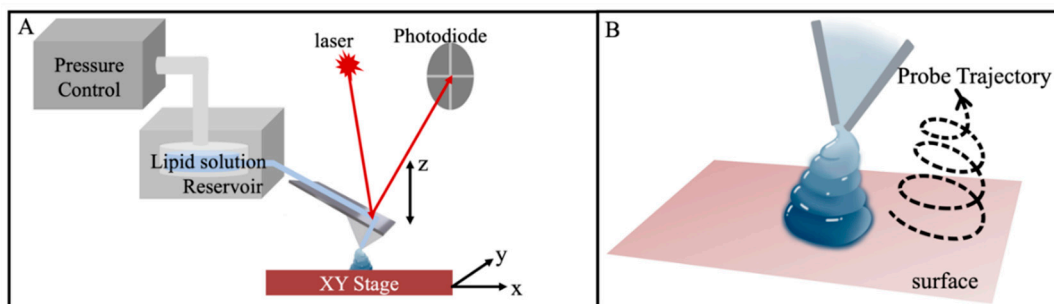 A
Pressure
Control
Lipid solution
Reservoir
laser
Photodiode
z
XY Stage
y
x
B
Probe Trajectory
surface